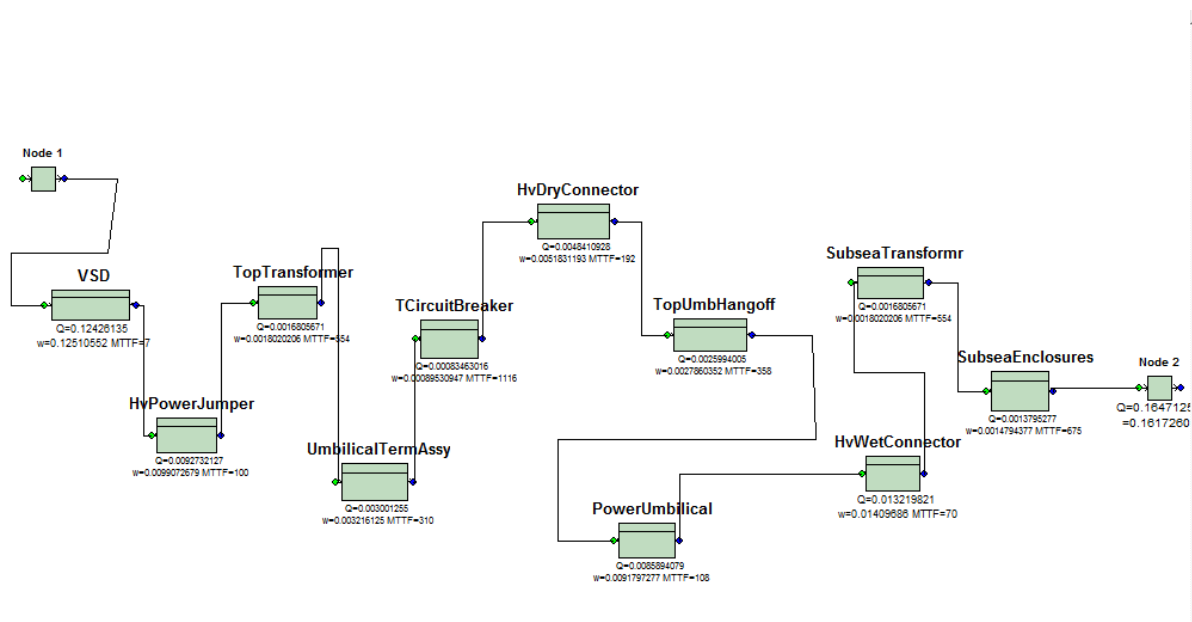 Node 1
VSD
Q=0.12426135
w=0.12510552 MTTF=7
HvPowerJumper
Q=0.0092732127
w=0.0099072679 MTTF=100
TopTransformer
Q=0.0016805671
w=0.0018020206 MTTF=554
UmbilicalTermAssy
Q=0.003001255
w=0.003216125 MTTF=310
TCircuitBreaker
Q=0.00083463016
w=0.00089530947 MTTF=1116
HvDryConnector
Q=0.0048410928
w=0.0051831193 MTTF=192
TopUmbHangoff
Q=0.0025994005
w=0.0027860352 MTTF=358
PowerUmbilical
Q=0.0085894079
w=0.0091797277 MTTF=108
HvWetConnector
Q=0.013219821
w=0.01409686 MTTF=70
SubseaTransformr
Q=0.0016805671
w=0.0018020206 MTTF=554
SubseaEnclosures
Q=0.0013795277
w=0.0014794377 MTTF=675
Node 2
Q=0.1647125
=0.1617260